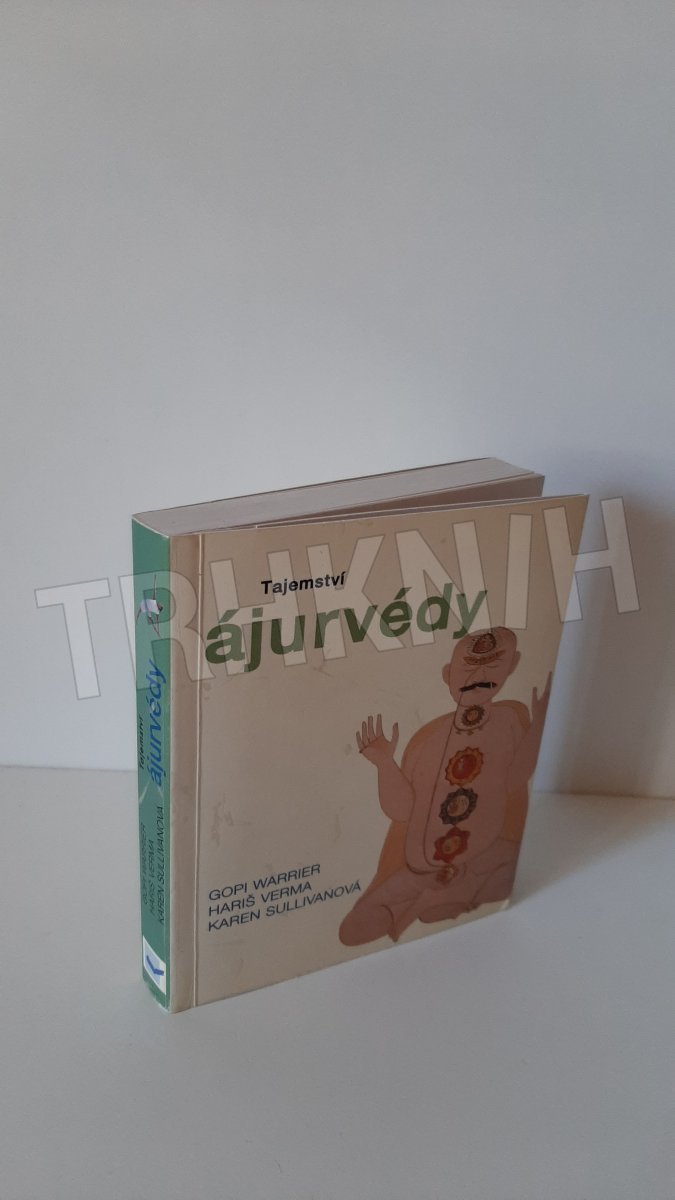 TRHKNIH
Tajemství
ájurvédy
GOPI WARRIER
HARIŠ VERMA
KAREN SULLIVANOVÁ
Tajemství
ájurvédy
GOPI WARRIER
HARIŠ VERMA
KAREN SULLIVANOVÁ